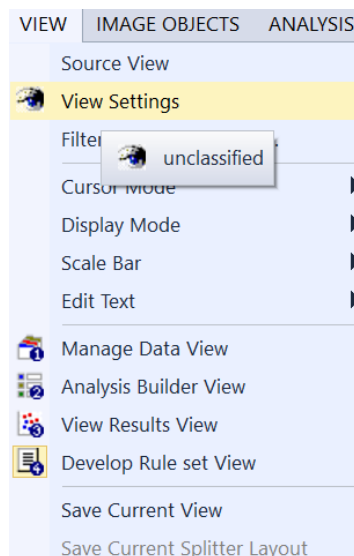 VIEW IMAGE OBJECTS ANALYSIS
Source View
View Settings
Filter
unclassified
Cursor Mode
Display Mode
Scale Bar
Edit Text
Manage Data View
Analysis Builder View
View Results View
Develop Rule set View
Save Current View
Save Current Splitter Layout